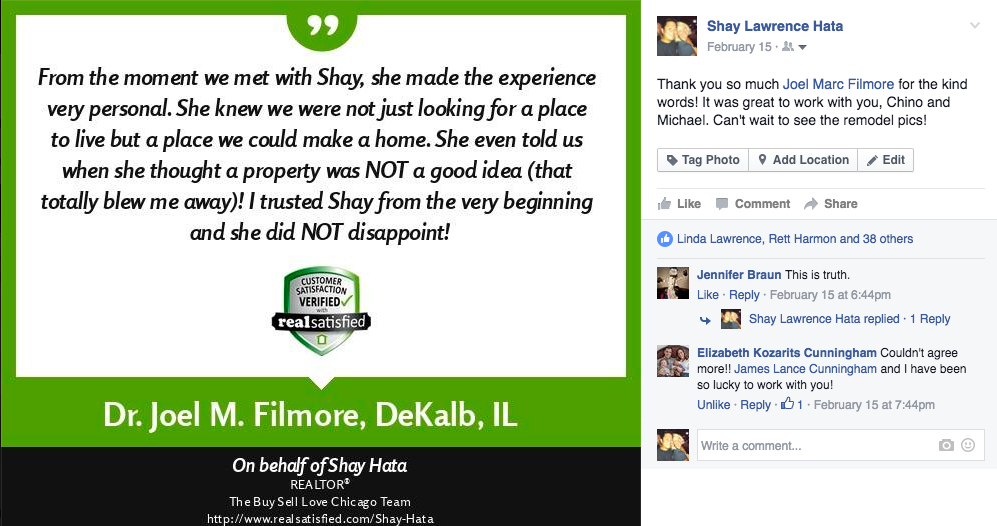 ”
From the moment we met with Shay, she made the experience
very personal. She knew we were not just looking for a place
to live but a place we could make a home. She even told us
when she thought a property was NOT a good idea (that
totally blew me away)! I trusted Shay from the very beginning
and she did NOT disappoint!
CUSTOMER
SATISFACTION
VERIFIED
with
realsatisfied
Dr. Joel M. Filmore, DeKalb, IL
On behalf of Shay Hata
REALTOR®
The Buy Sell Love Chicago Team
http://www.realsatisfied.com/Shay-Hata
Shay Lawrence Hata
February 15 ·
Thank you so much Joel Marc Filmore for the kind
words! It was great to work with you, Chino and
Michael. Can't wait to see the remodel pics!
Tag Photo Add Location Edit
Like Comment Share
Linda Lawrence, Rett Harmon and 38 others
Jennifer Braun This is truth.
Like · Reply · February 15 at 6:44pm
Shay Lawrence Hata replied · 1 Reply
Elizabeth Kozarits Cunningham Couldn't agree
more!! James Lance Cunningham and I have been
so lucky to work with you!
Unlike · Reply · 1 · February 15 at 7:44pm
Write a comment...